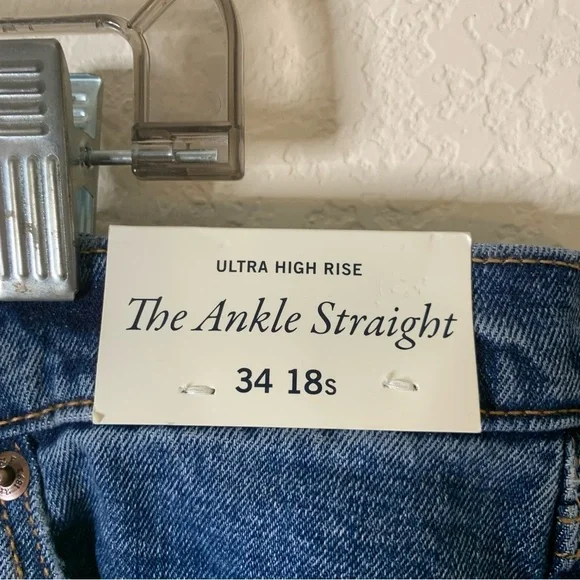 ULTRA HIGH RISE
The Ankle Straight
34 18s